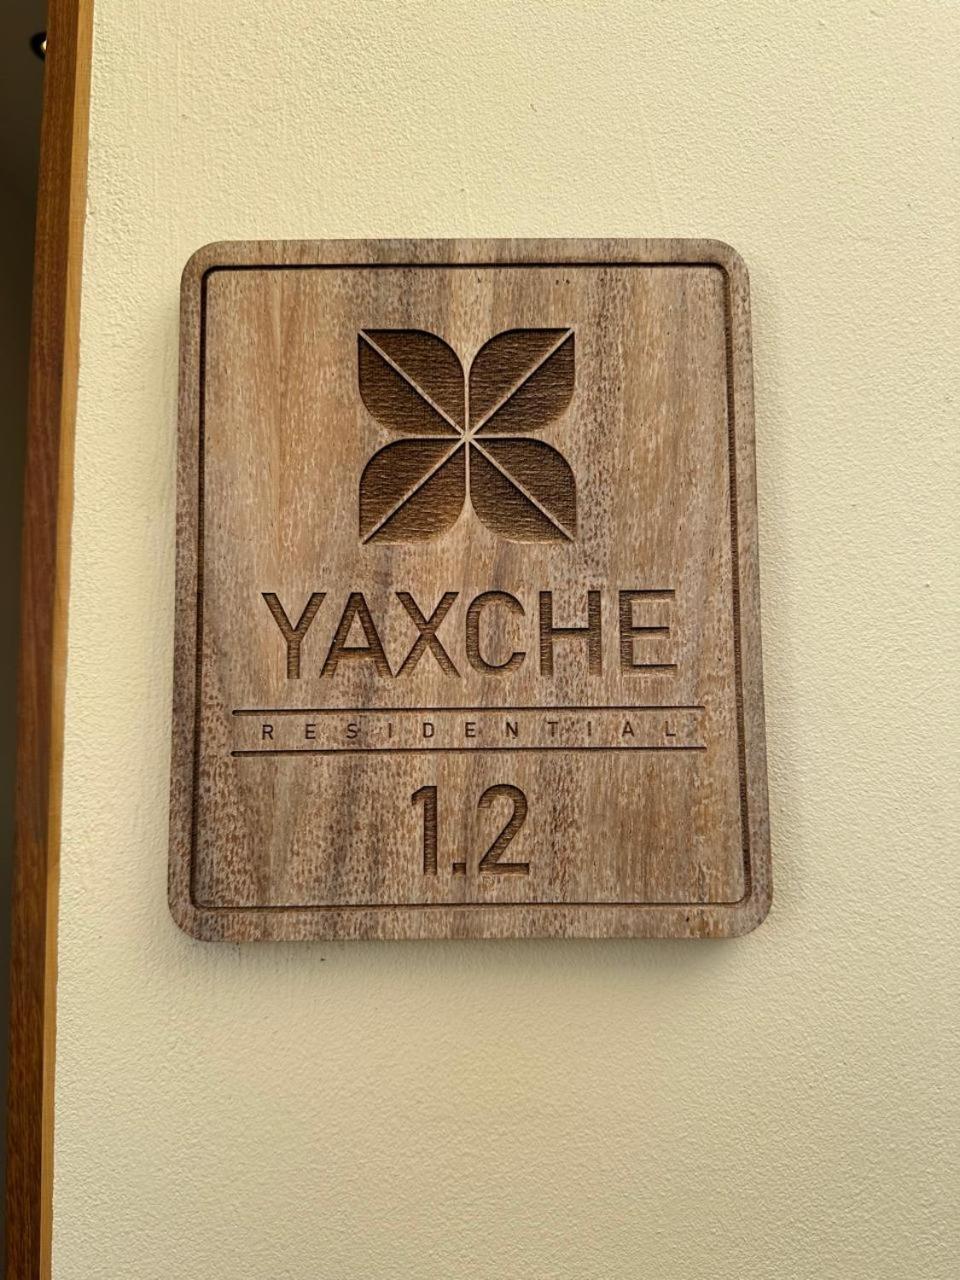 YAXCHE
RESIDENTIAL
1.2